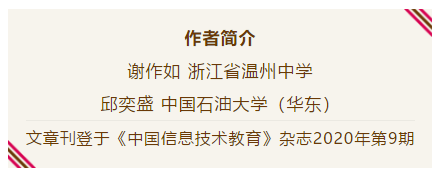 作者简介
谢作如 浙江省温州中学
邱奕盛 中国石油大学（华东）
文章刊登于《中国信息技术教育》杂志2020年第9期